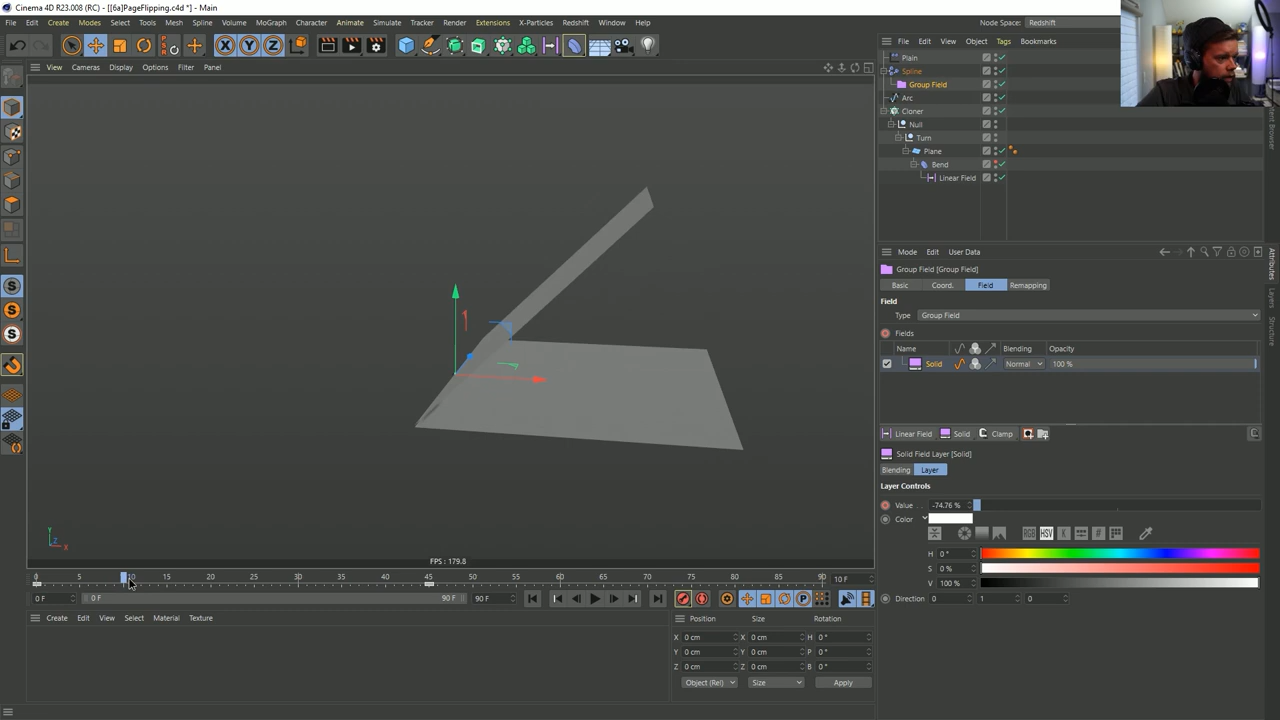 Cinema 4D R23.008 (RC) - [[6a]PageFlipping.c4d *] - Main
File Edit Create Modes Select Tools Mesh Spline Volume MoGraph Character Animate Simulate Tracker Render Extensions X-Particles Redshift Window Help Node Space: Redshift
X Y Z
File Edit View Object Tags Bookmarks
View Cameras Display Options Filter Panel
Plain
Spline
Group Field
Arc
Cloner
Null
Turn
Plane
Bend
Linear Field
Mode Edit User Data
Group Field [Group Field]
Basic Coord. Field Remapping
Field
Type Group Field
Fields
Name Blending Opacity
Solid Normal 100 %
Linear Field Solid Clamp
Solid Field Layer [Solid]
Blending Layer
Layer Controls
Value -74.76 %
Color
RGB HSV K #
H 0 °
S 0 %
V 100 %
Direction 0 1 0
Attributes
Layers
Structure
Y
Z X
FPS : 179.8
0 5 10 15 20 25 30 35 40 45 50 55 60 65 70 75 80 85 90 10 F
0 F 0 F 90 F 90 F
Create Edit View Select Material Texture
Position Size Rotation
X 0 cm X 0 cm H 0 °
Y 0 cm Y 0 cm P 0 °
Z 0 cm Z 0 cm B 0 °
Object (Rel) Size Apply